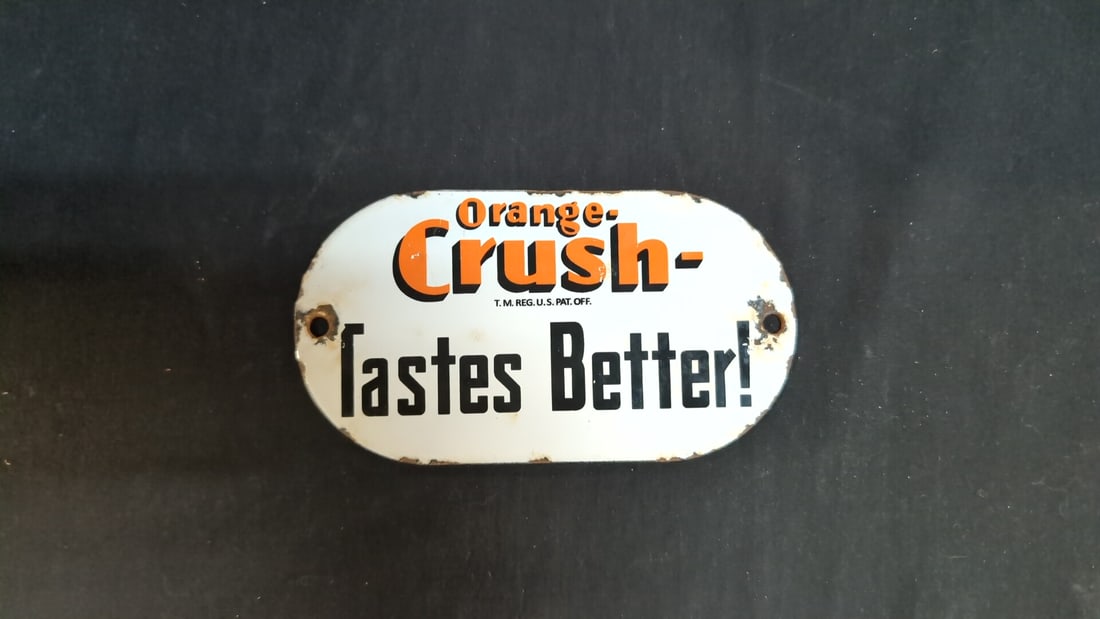 Orange-
Crush-
T. M. REG. U. S. PAT. OFF.
Tastes Better!